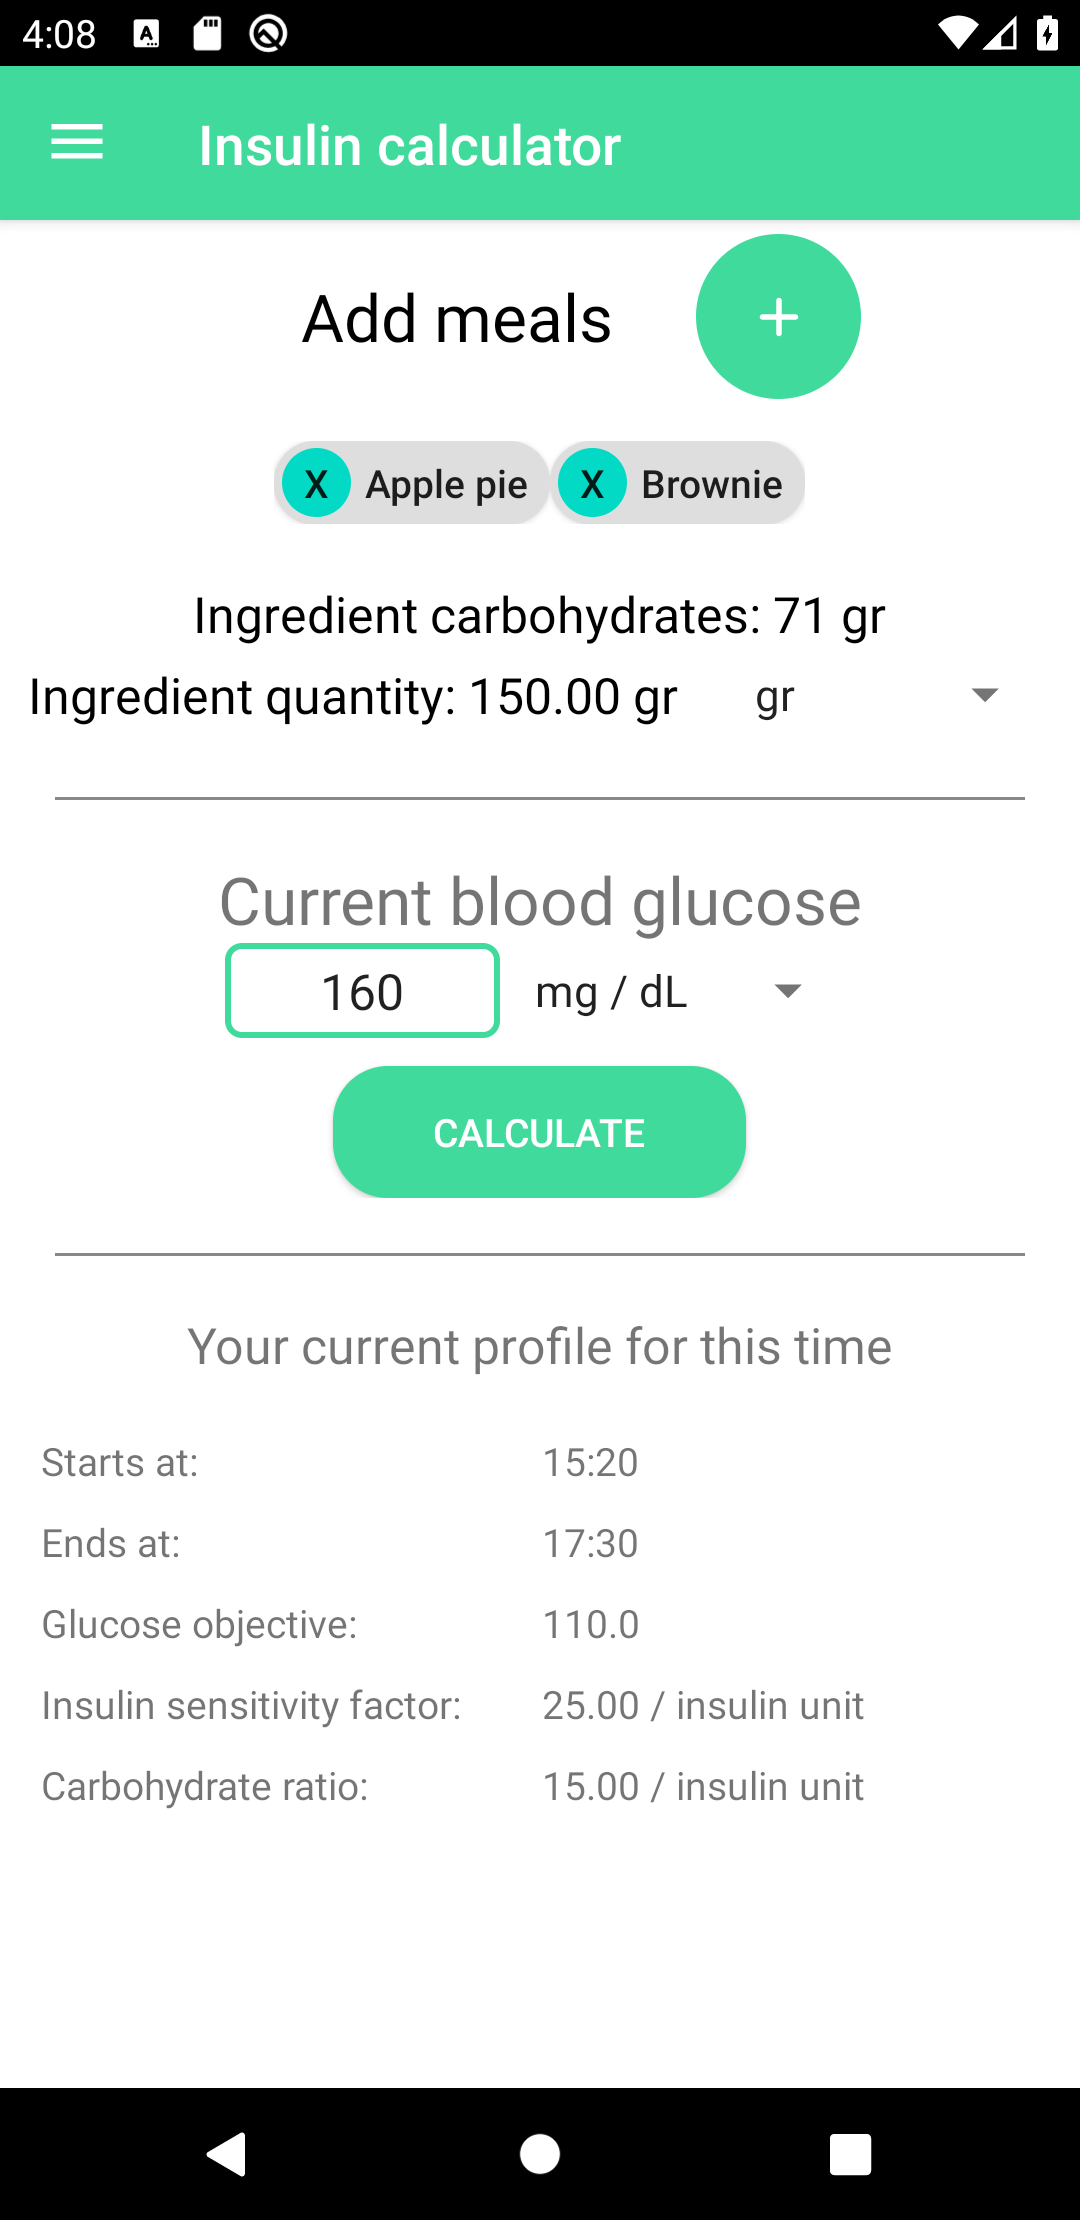 4:08
Insulin calculator
Add meals +
X Apple pie X Brownie
Ingredient carbohydrates: 71 gr
Ingredient quantity: 150.00 gr gr
Current blood glucose
160 mg / dL
CALCULATE
Your current profile for this time
Starts at: 15:20
Ends at: 17:30
Glucose objective: 110.0
Insulin sensitivity factor: 25.00 / insulin unit
Carbohydrate ratio: 15.00 / insulin unit